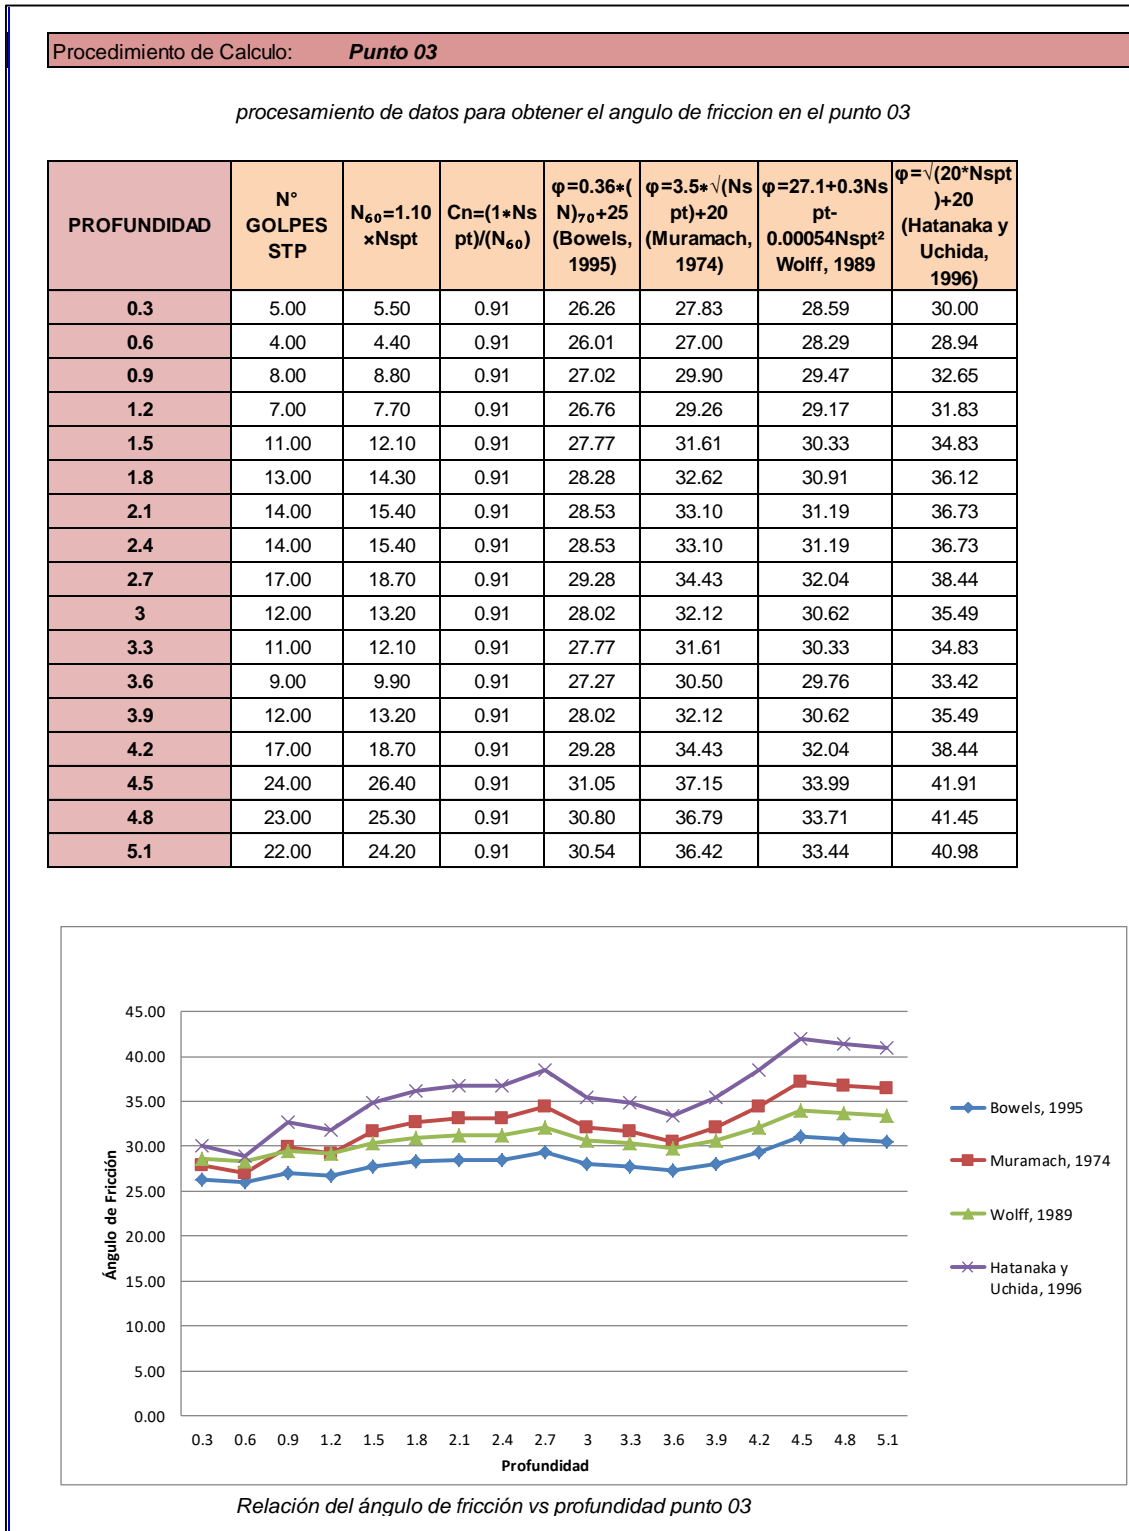 Procedimiento de Calculo: Punto 03
procesamiento de datos para obtener el angulo de friccion en el punto 03
PROFUNDIDAD
N°
GOLPES
STP
N₆₀=1.10
×Nspt
Cn=(1*Ns
pt)/(N₆₀)
φ=0.36*(
N)₇₀+25
(Bowels,
1995)
φ=3.5*√(Ns
pt)+20
(Muramach,
1974)
φ=27.1+0.3Ns
pt-
0.00054Nspt²
Wolff, 1989
φ=√(20*Nspt
)+20
(Hatanaka y
Uchida,
1996)
0.3 5.00 5.50 0.91 26.26 27.83 28.59 30.00
0.6 4.00 4.40 0.91 26.01 27.00 28.29 28.94
0.9 8.00 8.80 0.91 27.02 29.90 29.47 32.65
1.2 7.00 7.70 0.91 26.76 29.26 29.17 31.83
1.5 11.00 12.10 0.91 27.77 31.61 30.33 34.83
1.8 13.00 14.30 0.91 28.28 32.62 30.91 36.12
2.1 14.00 15.40 0.91 28.53 33.10 31.19 36.73
2.4 14.00 15.40 0.91 28.53 33.10 31.19 36.73
2.7 17.00 18.70 0.91 29.28 34.43 32.04 38.44
3 12.00 13.20 0.91 28.02 32.12 30.62 35.49
3.3 11.00 12.10 0.91 27.77 31.61 30.33 34.83
3.6 9.00 9.90 0.91 27.27 30.50 29.76 33.42
3.9 12.00 13.20 0.91 28.02 32.12 30.62 35.49
4.2 17.00 18.70 0.91 29.28 34.43 32.04 38.44
4.5 24.00 26.40 0.91 31.05 37.15 33.99 41.91
4.8 23.00 25.30 0.91 30.80 36.79 33.71 41.45
5.1 22.00 24.20 0.91 30.54 36.42 33.44 40.98
45.00
40.00
35.00
30.00
25.00
20.00
15.00
10.00
5.00
0.00
Ángulo de Fricción
0.3 0.6 0.9 1.2 1.5 1.8 2.1 2.4 2.7 3 3.3 3.6 3.9 4.2 4.5 4.8 5.1
Profundidad
Bowels, 1995
Muramach, 1974
Wolff, 1989
Hatanaka y
Uchida, 1996
Relación del ángulo de fricción vs profundidad punto 03